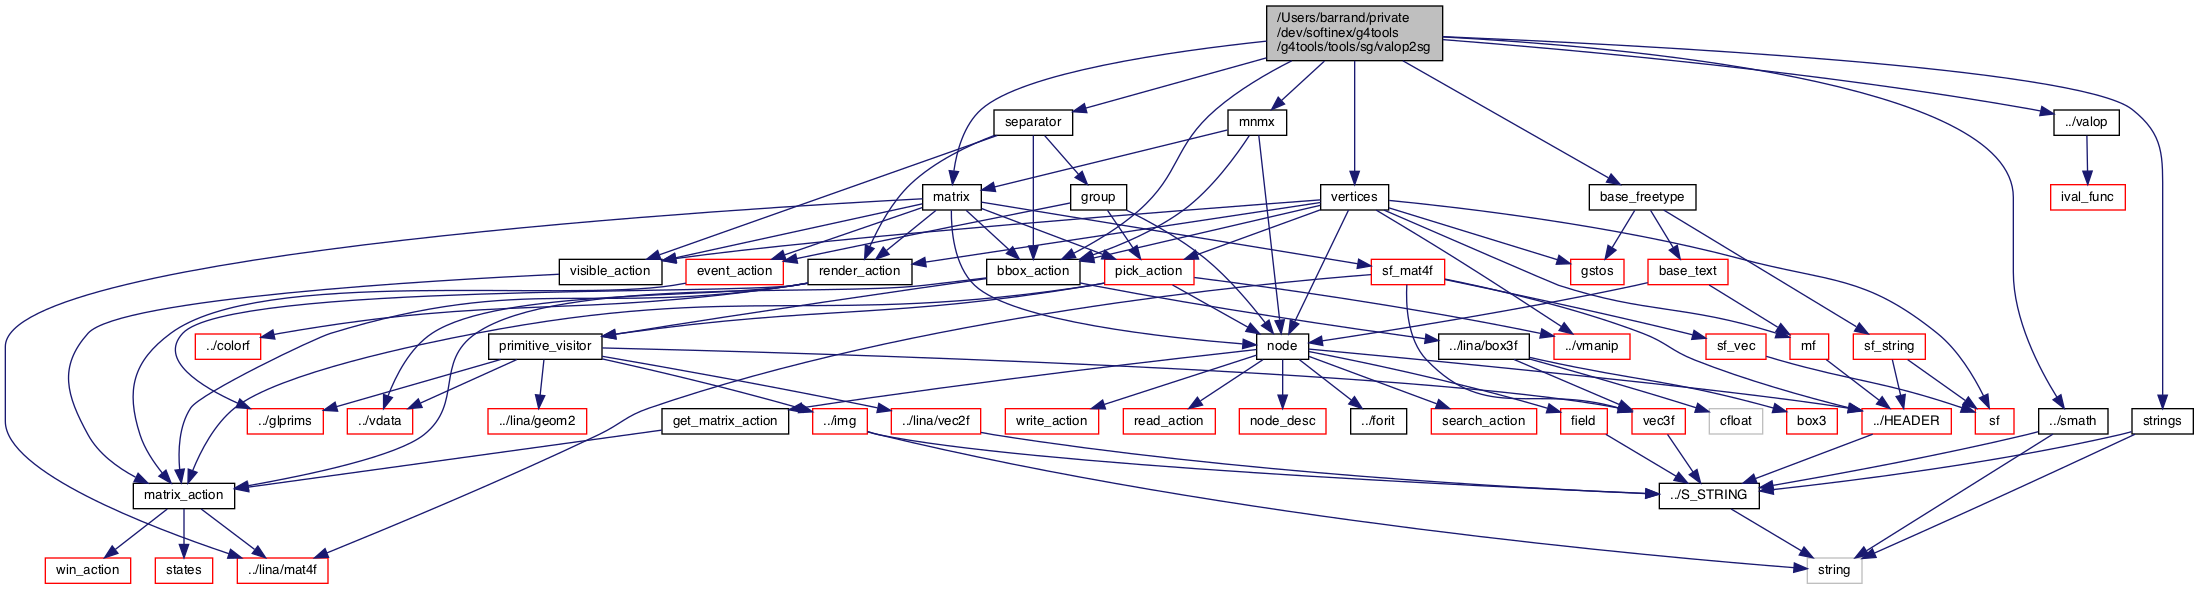 /Users/barrand/private
/dev/softinex/g4tools
/g4tools/tools/sg/valop2sg
separator
mnmx
../valop
matrix
group
vertices
base_freetype
ival_func
visible_action
event_action
render_action
bbox_action
pick_action
sf_mat4f
gstos
base_text
../colorf
primitive_visitor
node
../lina/box3f
../vmanip
sf_vec
mf
sf_string
../glprims
../vdata
../lina/geom2
get_matrix_action
../img
../lina/vec2f
write_action
read_action
node_desc
../forit
search_action
field
vec3f
cfloat
box3
../HEADER
sf
../smath
strings
matrix_action
../S_STRING
win_action
states
../lina/mat4f
string